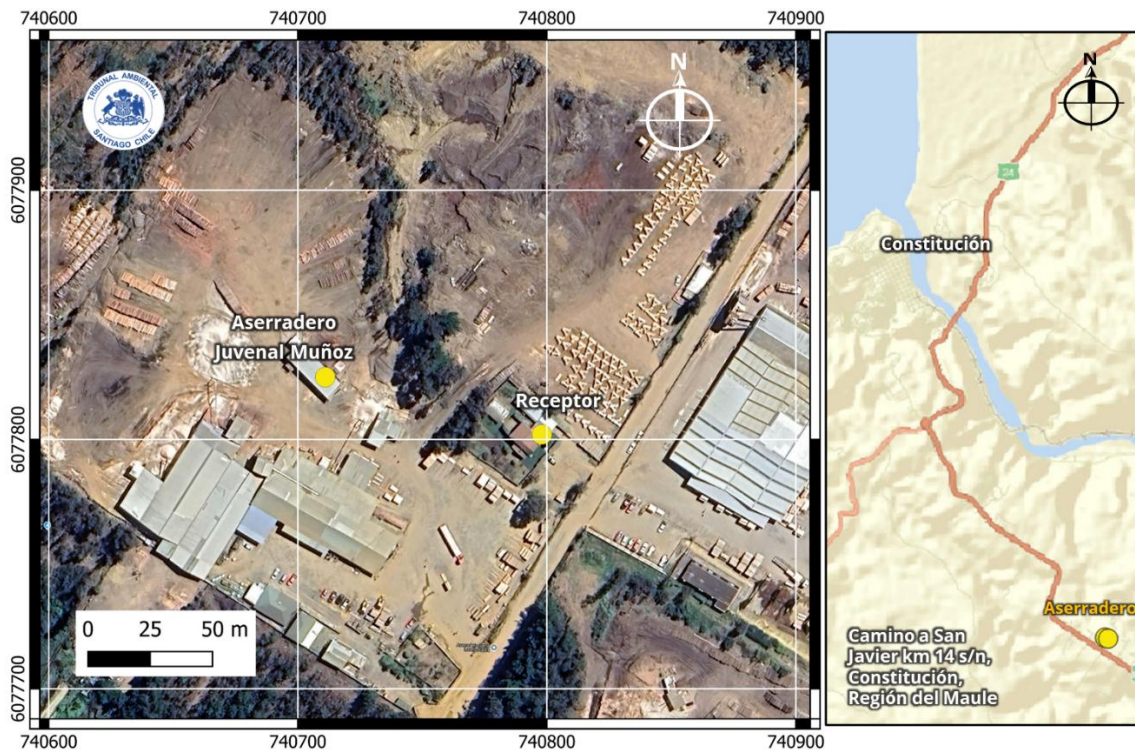 740600
740700
740800
740900
6077900
6077800
6077700
TRIBUNAL AMBIENTAL
SANTIAGO CHILE
N
Aserradero
Juvenal Muñoz
Receptor
0 25 50 m
740600
740700
740800
740900
N
24
Constitución
Aserradero
Camino a San
Javier km 14 s/n,
Constitución,
Región del Maule